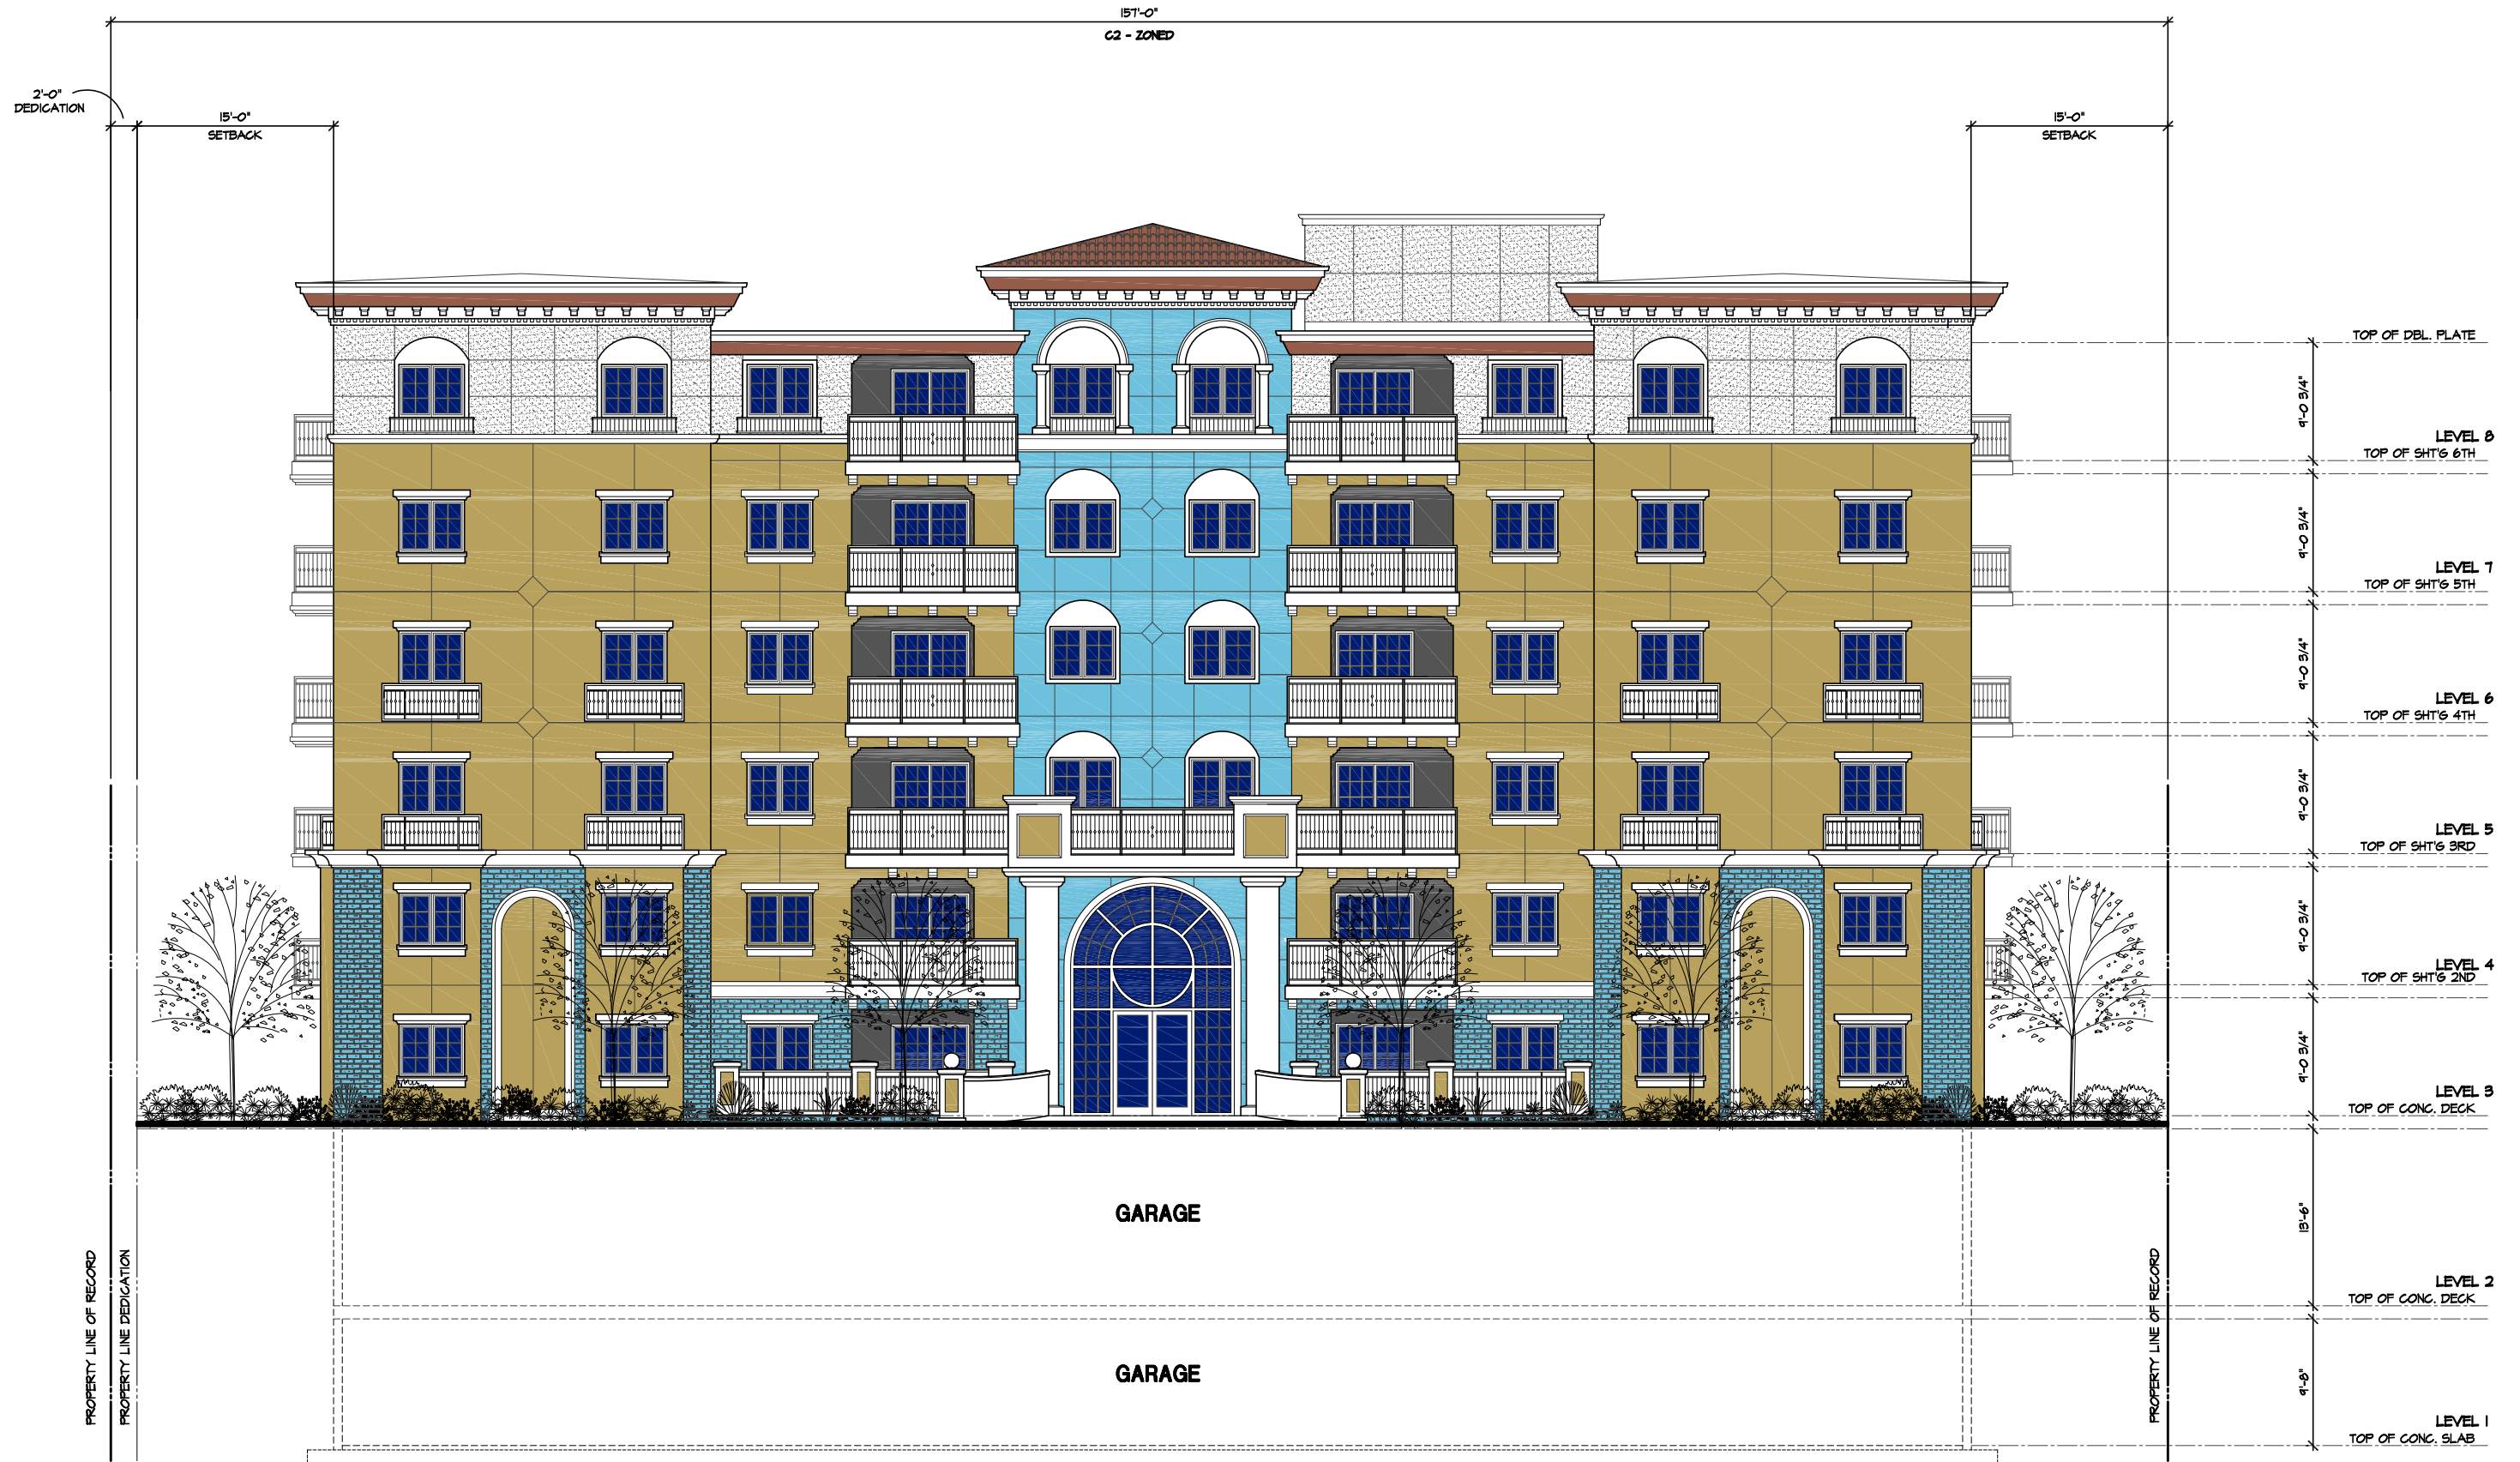 157'-0"
C2 - ZONED
2'-0"
DEDICATION
15'-0"
SETBACK
15'-0"
SETBACK
TOP OF DBL. PLATE
9'-0 3/4"
LEVEL 8
TOP OF SHT'G 6TH
9'-0 3/4"
LEVEL 7
TOP OF SHT'G 5TH
9'-0 3/4"
LEVEL 6
TOP OF SHT'G 4TH
9'-0 3/4"
LEVEL 5
TOP OF SHT'G 3RD
9'-0 3/4"
LEVEL 4
TOP OF SHT'G 2ND
9'-0 3/4"
LEVEL 3
TOP OF CONC. DECK
GARAGE
13'-6"
LEVEL 2
TOP OF CONC. DECK
GARAGE
9'-8"
LEVEL 1
TOP OF CONC. SLAB
PROPERTY LINE OF RECORD
PROPERTY LINE DEDICATION
PROPERTY LINE OF RECORD